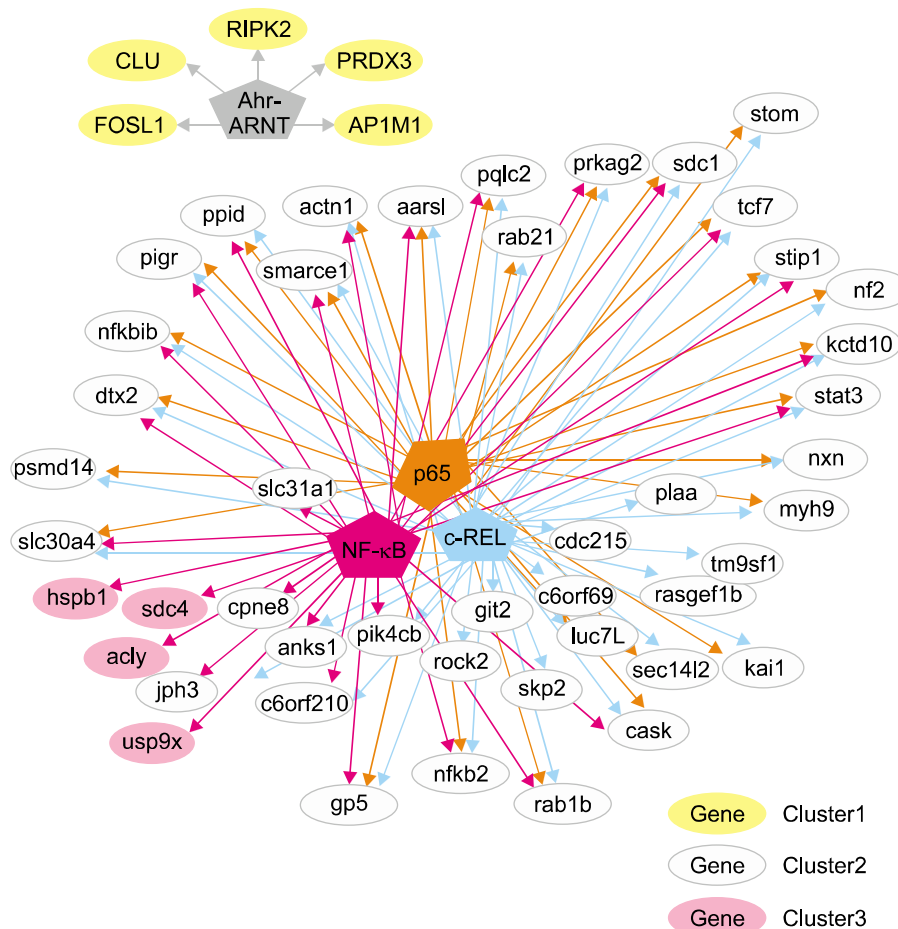 RIPK2
CLU
PRDX3
Ahr-
ARNT
FOSL1
AP1M1
stom
pqlc2
prkag2
sdc1
actn1
aarsl
ppid
tcf7
rab21
pigr
smarce1
stip1
nf2
nfkbib
kctd10
dtx2
stat3
p65
nxn
psmd14
slc31a1
plaa
myh9
slc30a4
NF-κB
c-REL
cdc215
tm9sf1
hspb1
sdc4
cpne8
git2
c6orf69
rasgef1b
acly
anks1
pik4cb
luc7L
rock2
sec14l2
kai1
jph3
c6orf210
skp2
usp9x
cask
nfkb2
gp5
rab1b
Gene Cluster1
Gene Cluster2
Gene Cluster3